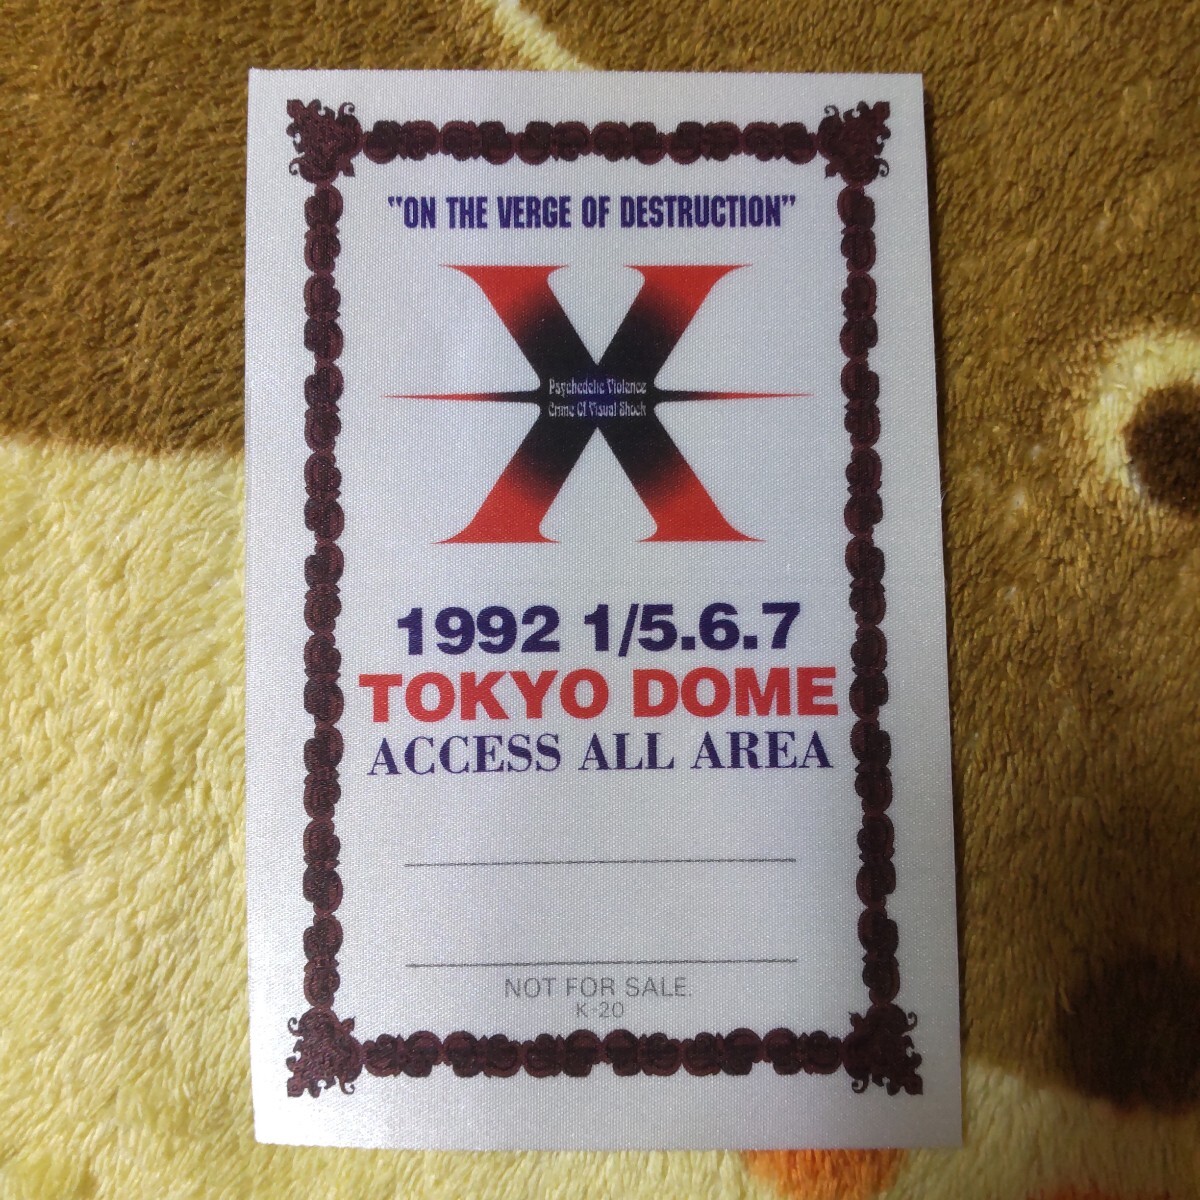 "ON THE VERGE OF DESTRUCTION"
X
Psychedelic Violence
Crime Of Visual Shock
1992 1/5.6.7
TOKYO DOME
ACCESS ALL AREA
NOT FOR SALE.
K-20